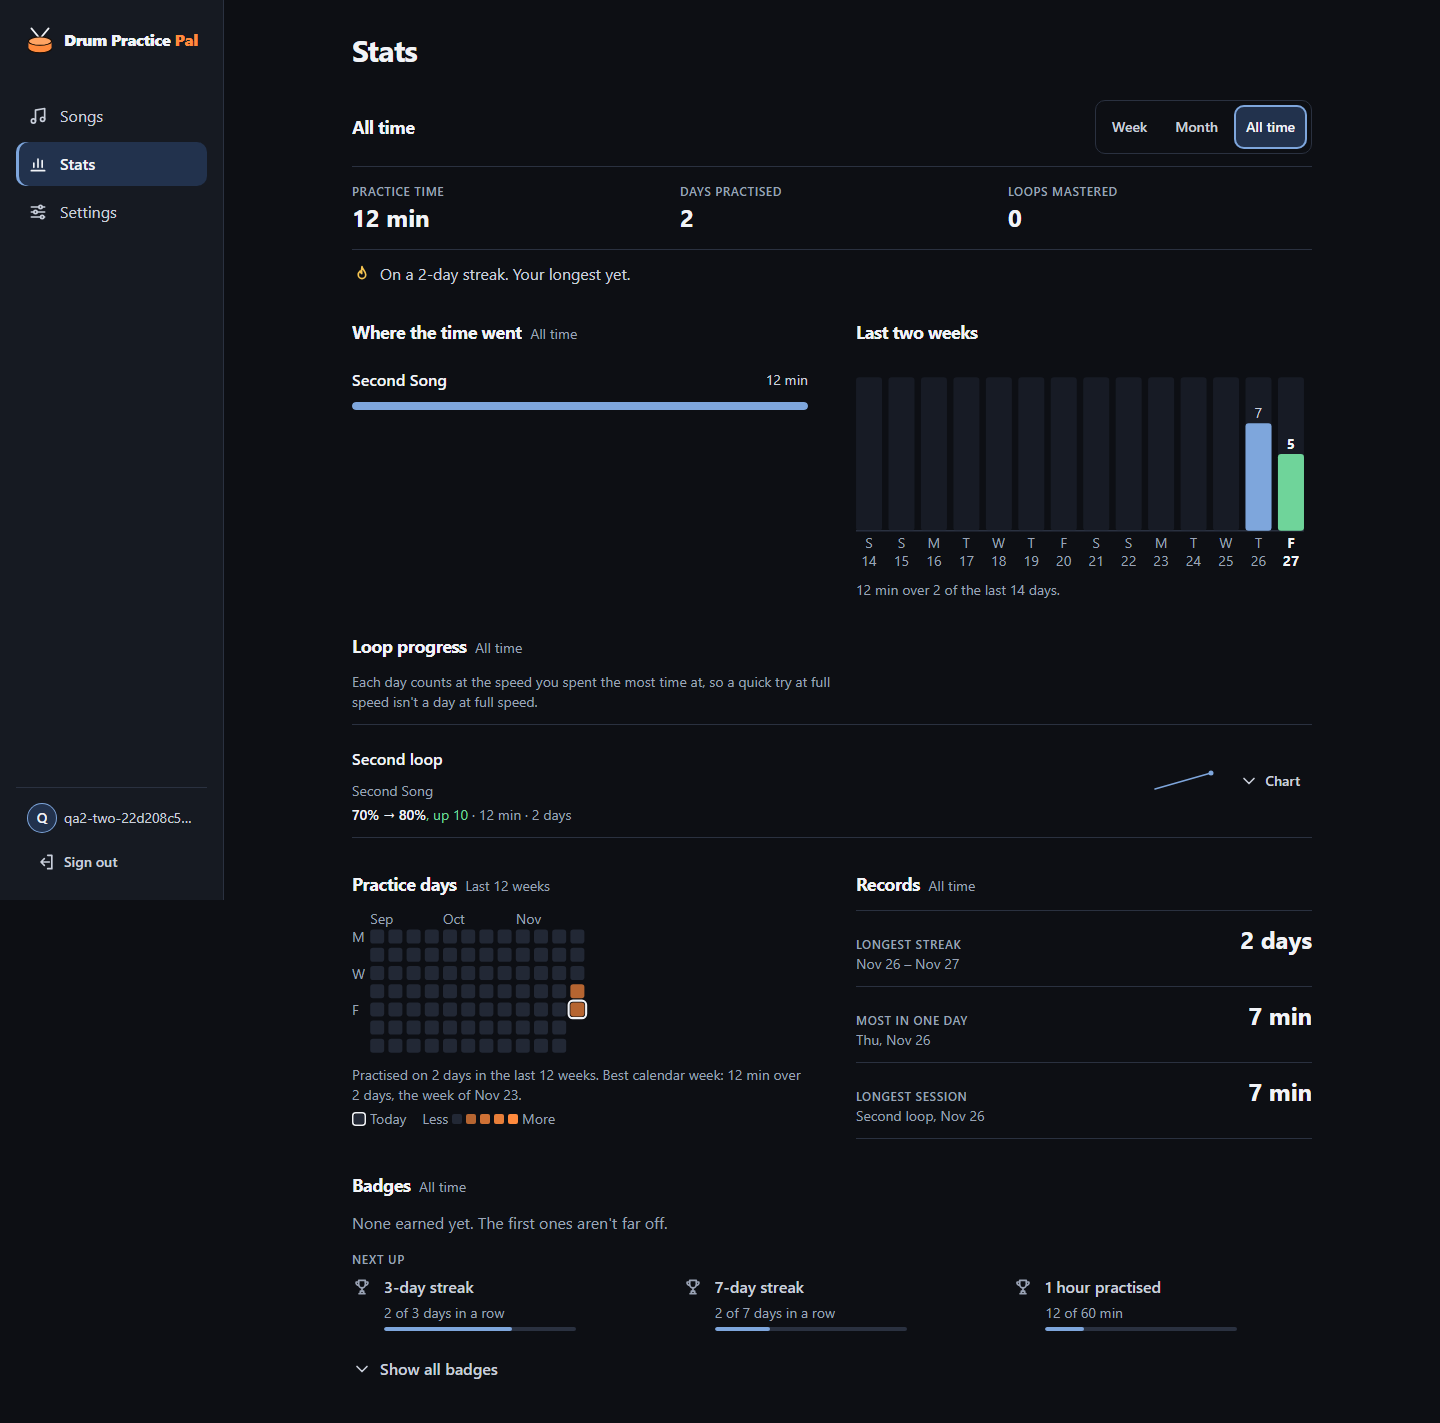 Drum Practice Pal
Songs
Stats
Settings
qa2-two-22d208c5...
Sign out
Stats
All time
Week Month All time
PRACTICE TIME
12 min
DAYS PRACTISED
2
LOOPS MASTERED
0
On a 2-day streak. Your longest yet.
Where the time went All time
Second Song 12 min
Last two weeks
7
5
S S M T W T F S S M T W T F
14 15 16 17 18 19 20 21 22 23 24 25 26 27
12 min over 2 of the last 14 days.
Loop progress All time
Each day counts at the speed you spent the most time at, so a quick try at full
speed isn't a day at full speed.
Second loop
Second Song
70% → 80%, up 10 · 12 min · 2 days
Chart
Practice days Last 12 weeks
Sep Oct Nov
M
W
F
Practised on 2 days in the last 12 weeks. Best calendar week: 12 min over
2 days, the week of Nov 23.
Today Less More
Records All time
LONGEST STREAK
Nov 26 – Nov 27
2 days
MOST IN ONE DAY
Thu, Nov 26
7 min
LONGEST SESSION
Second loop, Nov 26
7 min
Badges All time
None earned yet. The first ones aren't far off.
NEXT UP
3-day streak
2 of 3 days in a row
7-day streak
2 of 7 days in a row
1 hour practised
12 of 60 min
Show all badges